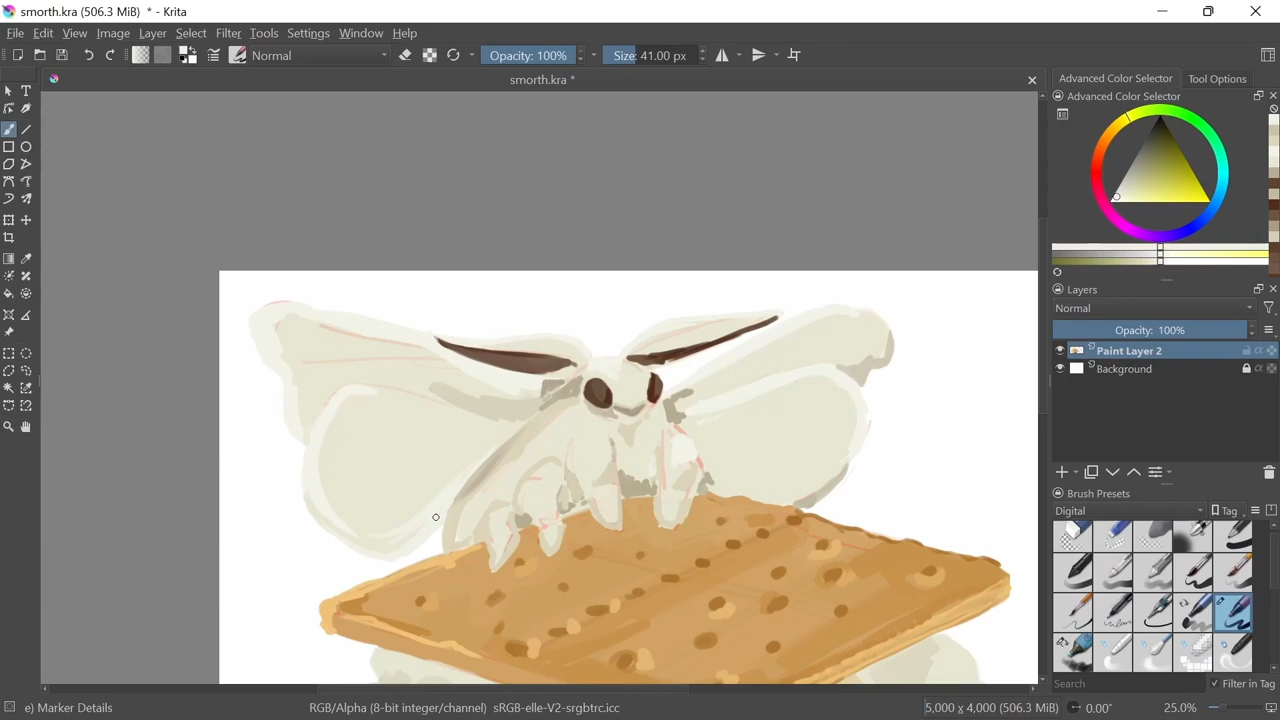 smorth.kra (506.3 MiB) * - Krita
File Edit View Image Layer Select Filter Tools Settings Window Help
Normal Opacity: 100% Size: 41.00 px
smorth.kra *
Advanced Color Selector Tool Options
Advanced Color Selector
Layers
Normal
Opacity: 100%
Paint Layer 2
Background
Brush Presets
Digital Tag
Search Filter in Tag
e) Marker Details RGB/Alpha (8-bit integer/channel) sRGB-elle-V2-srgbtrc.icc 5,000 x 4,000 (506.3 MiB) 0.00° 25.0%